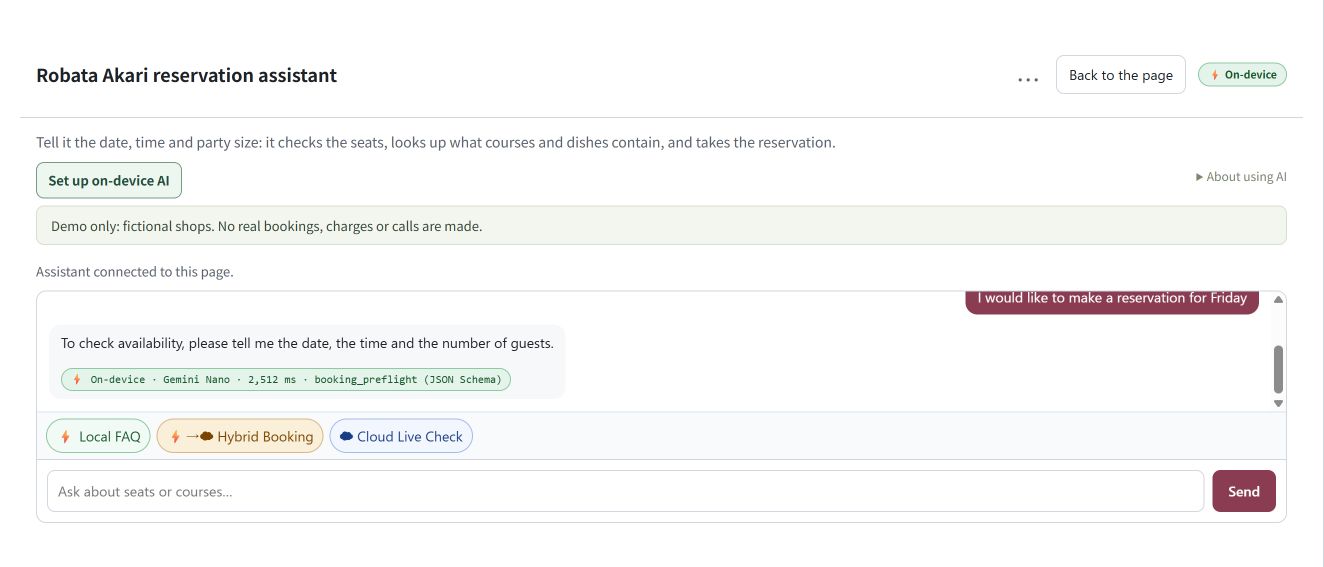 Robata Akari reservation assistant
...
Back to the page
On-device
Tell it the date, time and party size: it checks the seats, looks up what courses and dishes contain, and takes the reservation.
Set up on-device AI
About using AI
Demo only: fictional shops. No real bookings, charges or calls are made.
Assistant connected to this page.
I would like to make a reservation for Friday
To check availability, please tell me the date, the time and the number of guests.
On-device · Gemini Nano · 2,512 ms · booking_preflight (JSON Schema)
Local FAQ
→ Hybrid Booking
Cloud Live Check
Ask about seats or courses...
Send